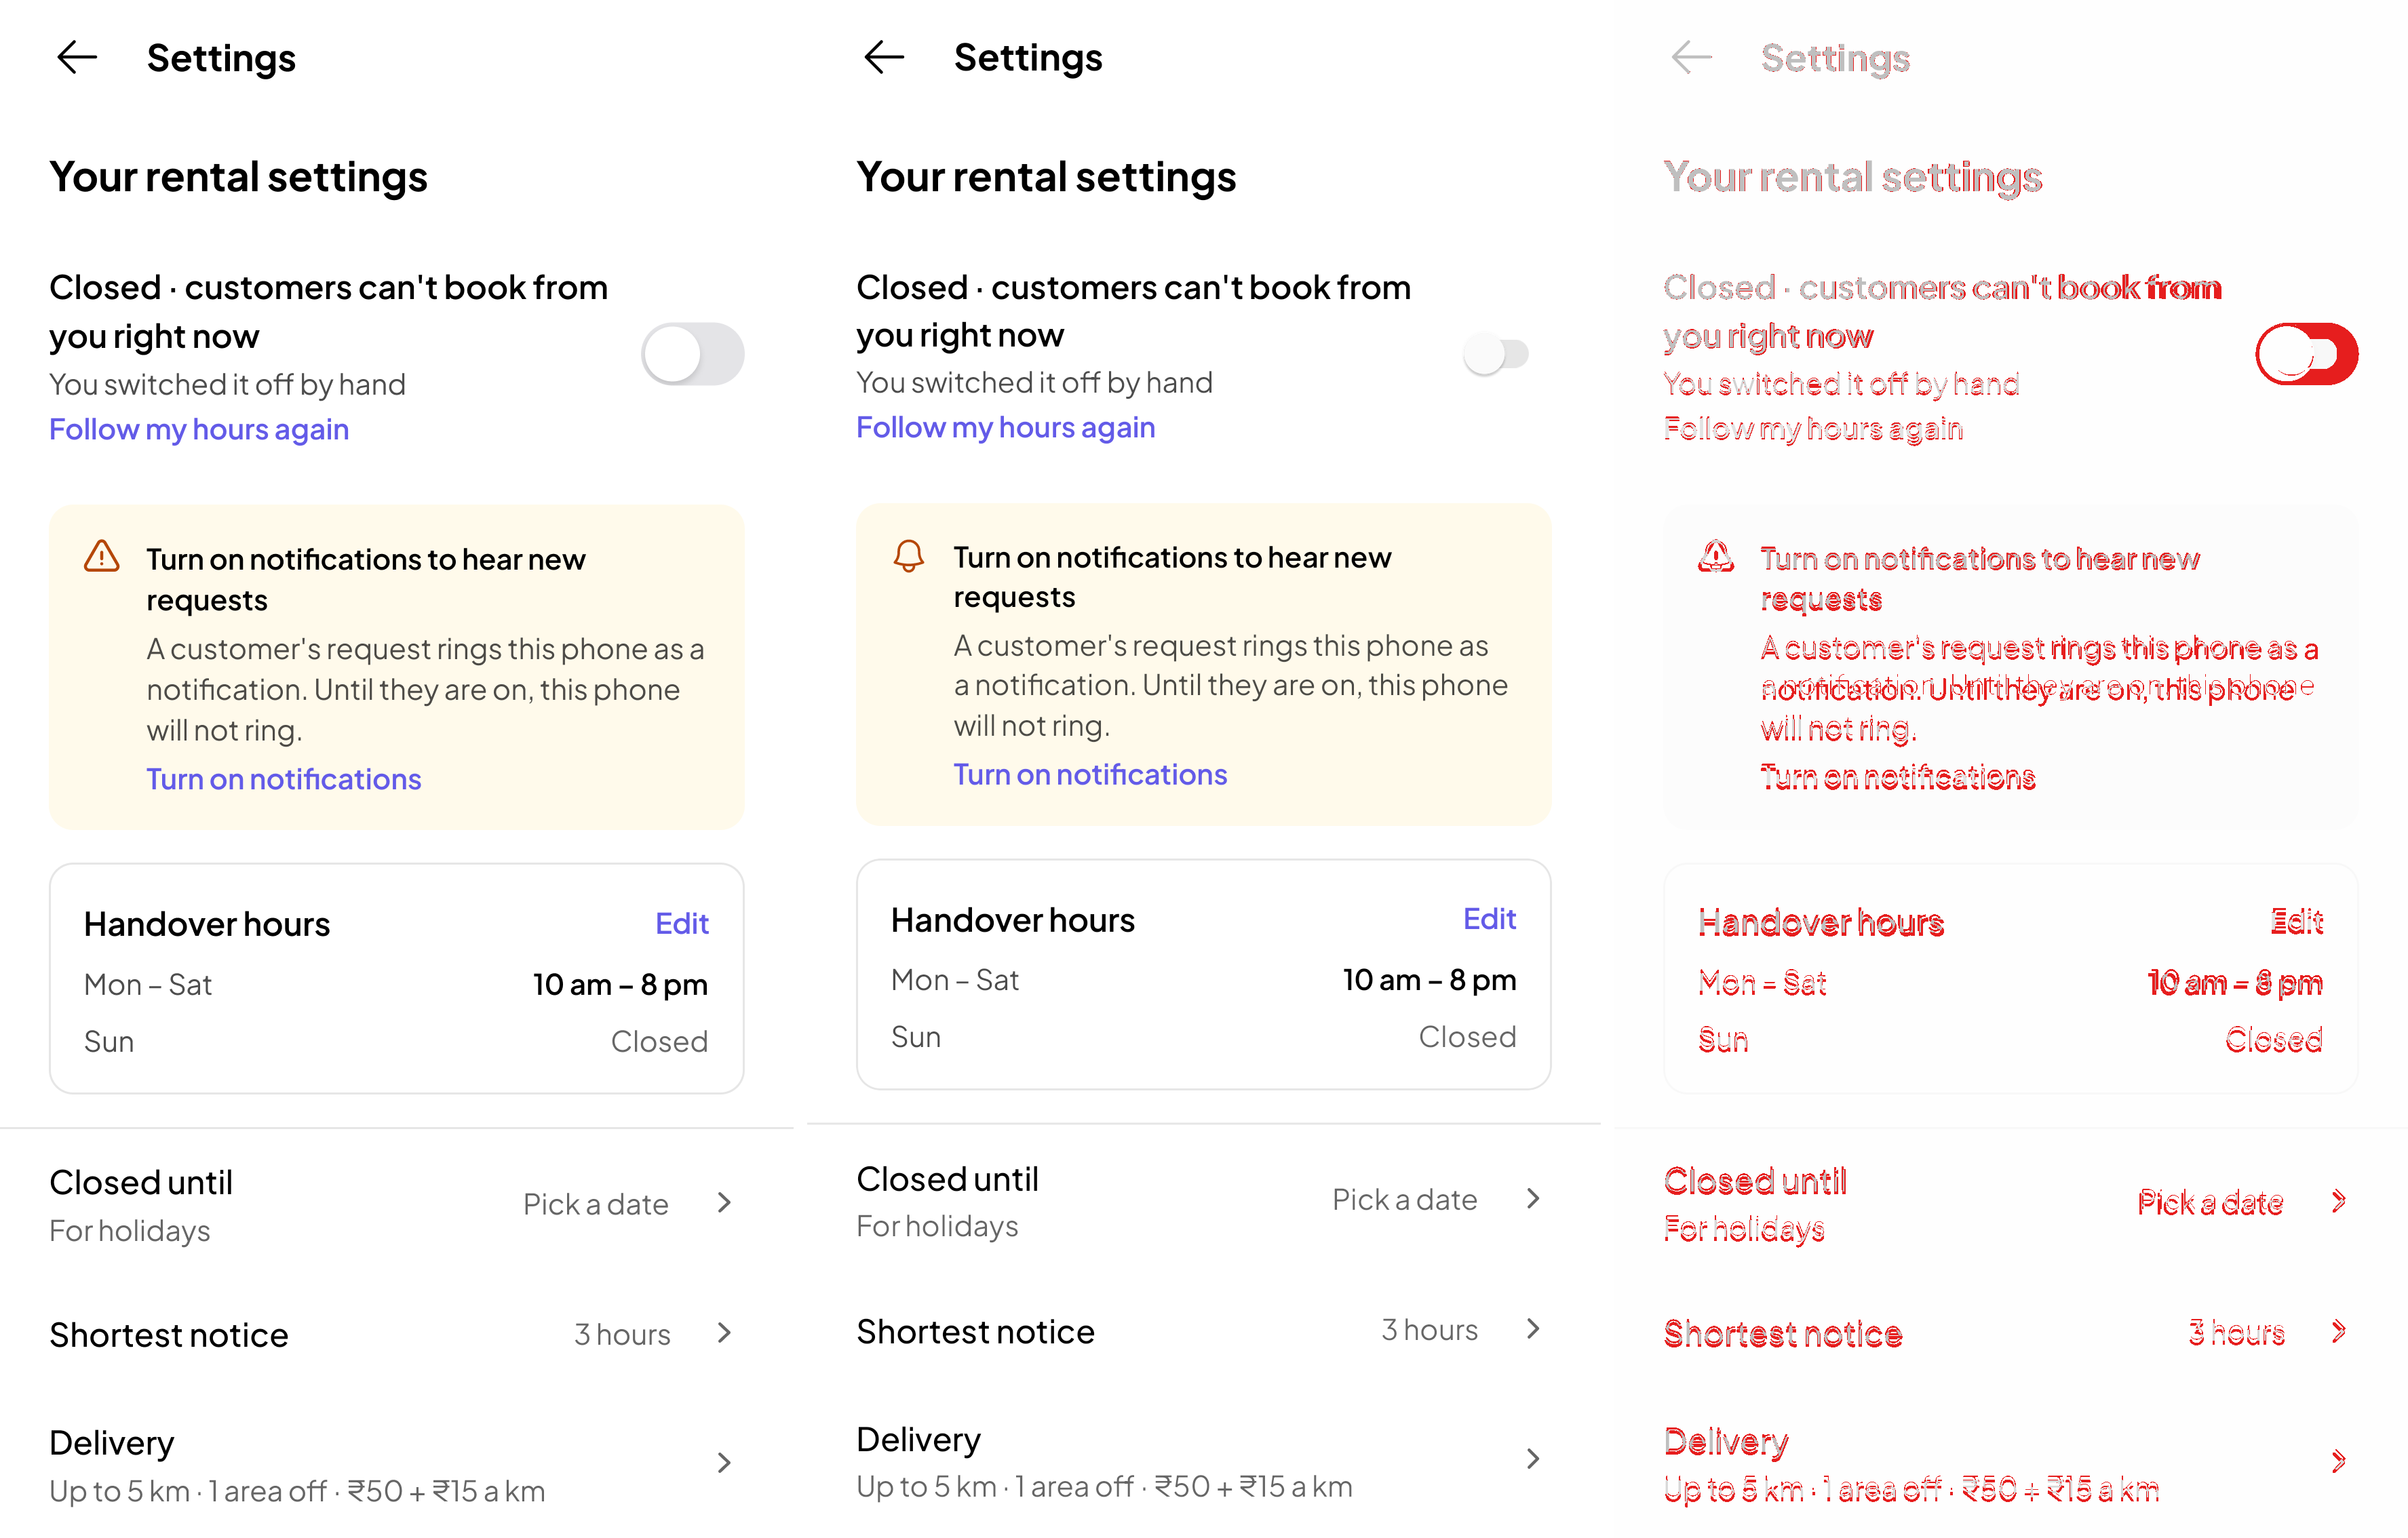 Settings
Your rental settings
Closed · customers can't book from
you right now
You switched it off by hand
Follow my hours again
Turn on notifications to hear new
requests
A customer's request rings this phone as a
notification. Until they are on, this phone
will not ring.
Turn on notifications
Handover hours
Edit
Mon – Sat
10 am – 8 pm
Sun
Closed
Closed until
For holidays
Pick a date
Shortest notice
3 hours
Delivery
Up to 5 km · 1 area off · ₹50 + ₹15 a km
Settings
Your rental settings
Closed · customers can't book from
you right now
You switched it off by hand
Follow my hours again
Turn on notifications to hear new
requests
A customer's request rings this phone as
a notification. Until they are on, this phone
will not ring.
Turn on notifications
Handover hours
Edit
Mon – Sat
10 am – 8 pm
Sun
Closed
Closed until
For holidays
Pick a date
Shortest notice
3 hours
Delivery
Up to 5 km · 1 area off · ₹50 + ₹15 a km
Settings
Your rental settings
Closed · customers can't book from
you right now
You switched it off by hand
Follow my hours again
Turn on notifications to hear new
requests
A customer's request rings this phone as a
notification. Until they are on, this phone
will not ring.
Turn on notifications
Handover hours
Edit
Mon – Sat
10 am – 8 pm
Sun
Closed
Closed until
For holidays
Pick a date
Shortest notice
3 hours
Delivery
Up to 5 km · 1 area off · ₹50 + ₹15 a km